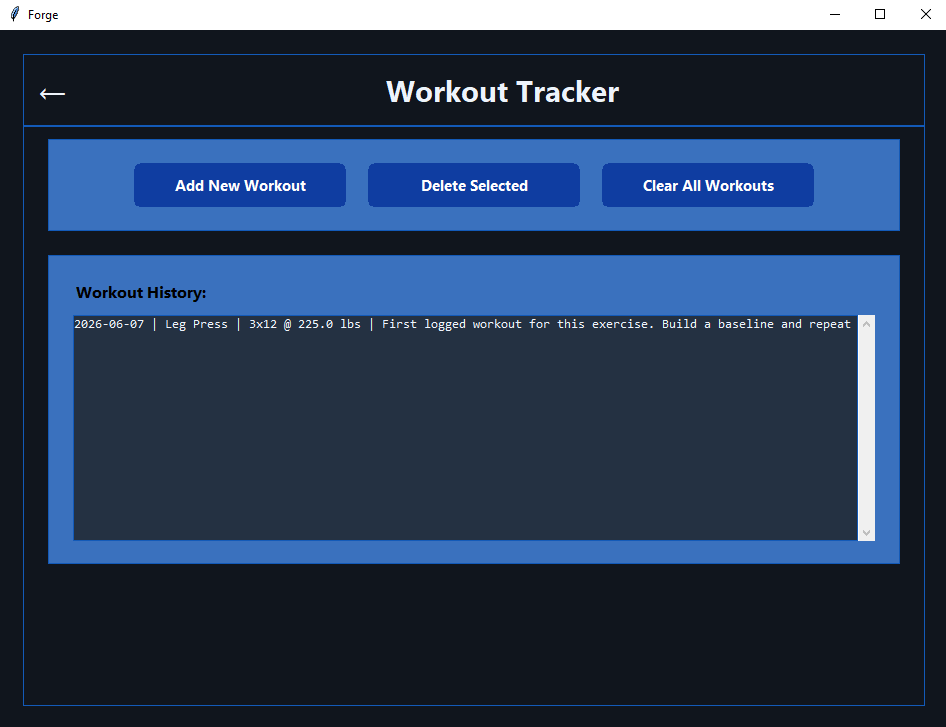 Forge
← Workout Tracker
Add New Workout Delete Selected Clear All Workouts
Workout History:
2026-06-07 | Leg Press | 3x12 @ 225.0 lbs | First logged workout for this exercise. Build a baseline and repeat